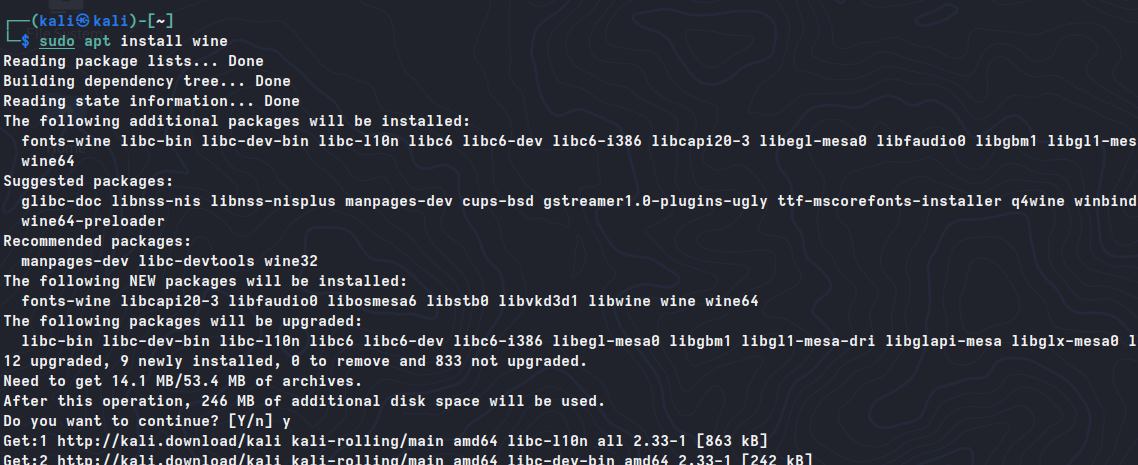 ┌──(kali㉿kali)-[~]
└─$ sudo apt install wine
Reading package lists... Done
Building dependency tree... Done
Reading state information... Done
The following additional packages will be installed:
  fonts-wine libc-bin libc-dev-bin libc-l10n libc6 libc6-dev libc6-i386 libcapi20-3 libegl-mesa0 libfaudio0 libgbm1 libgl1-mes
  wine64
Suggested packages:
  glibc-doc libnss-nis libnss-nisplus manpages-dev cups-bsd gstreamer1.0-plugins-ugly ttf-mscorefonts-installer q4wine winbind
  wine64-preloader
Recommended packages:
  manpages-dev libc-devtools wine32
The following NEW packages will be installed:
  fonts-wine libcapi20-3 libfaudio0 libosmesa6 libstb0 libvkd3d1 libwine wine wine64
The following packages will be upgraded:
  libc-bin libc-dev-bin libc-l10n libc6 libc6-dev libc6-i386 libegl-mesa0 libgbm1 libgl1-mesa-dri libglapi-mesa libglx-mesa0 l
12 upgraded, 9 newly installed, 0 to remove and 833 not upgraded.
Need to get 14.1 MB/53.4 MB of archives.
After this operation, 246 MB of additional disk space will be used.
Do you want to continue? [Y/n] y
Get:1 http://kali.download/kali kali-rolling/main amd64 libc-l10n all 2.33-1 [863 kB]
Get:2 http://kali.download/kali kali-rolling/main amd64 libc-dev-bin amd64 2.33-1 [242 kB]